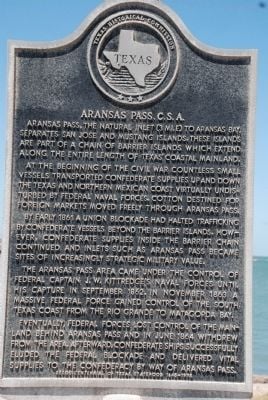 TEXAS HISTORICAL COMMISSION
TEXAS
ARANSAS PASS, C.S.A.
ARANSAS PASS, THE NATURAL INLET TO ARANSAS BAY,
SEPARATES SAN JOSE AND MUSTANG ISLANDS. THESE ISLANDS
ARE PART OF A CHAIN OF BARRIER ISLANDS WHICH EXTEND
ALONG THE ENTIRE LENGTH OF TEXAS COASTAL MAINLAND.
AT THE BEGINNING OF THE CIVIL WAR COUNTLESS SMALL
VESSELS TRANSPORTED CONFEDERATE SUPPLIES UP AND DOWN
THE TEXAS AND NORTHERN MEXICAN COAST VIRTUALLY UNDIS-
TURBED BY FEDERAL NAVAL FORCES. COTTON DESTINED FOR
FOREIGN MARKETS MOVED FREELY THROUGH ARANSAS PASS.
BY EARLY 1861 A UNION BLOCKADE HAD HALTED TRAFFICKING
BY CONFEDERATE VESSELS BEYOND THE BARRIER ISLANDS. HOW-
EVER, CONFEDERATE SUPPLIES INSIDE THE BARRIER CHAIN
CONTINUED AND INLETS SUCH AS ARANSAS PASS BECAME
SITES OF INCREASINGLY STRATEGIC MILITARY VALUE.
THE ARANSAS PASS AREA CAME UNDER THE CONTROL OF
FEDERAL CAPTAIN J. W. KITTREDGE'S NAVAL FORCES UNTIL
HIS CAPTURE IN SEPTEMBER 1862. IN NOVEMBER 1863 A
MASSIVE FEDERAL FORCE GAINED CONTROL OF THE SOUTH
TEXAS COAST FROM THE RIO GRANDE TO MATAGORDA BAY.
EVENTUALLY FEDERAL FORCES LOST CONTROL OF THE MAIN-
LAND BEHIND ARANSAS PASS AND IN JUNE 1864 WITHDREW
FROM THE AREA. AFTERWARD, CONFEDERATE SHIPS SUCCESSFULLY
ELUDED THE FEDERAL BLOCKADE AND DELIVERED VITAL
SUPPLIES TO THE CONFEDERACY BY WAY OF ARANSAS PASS.